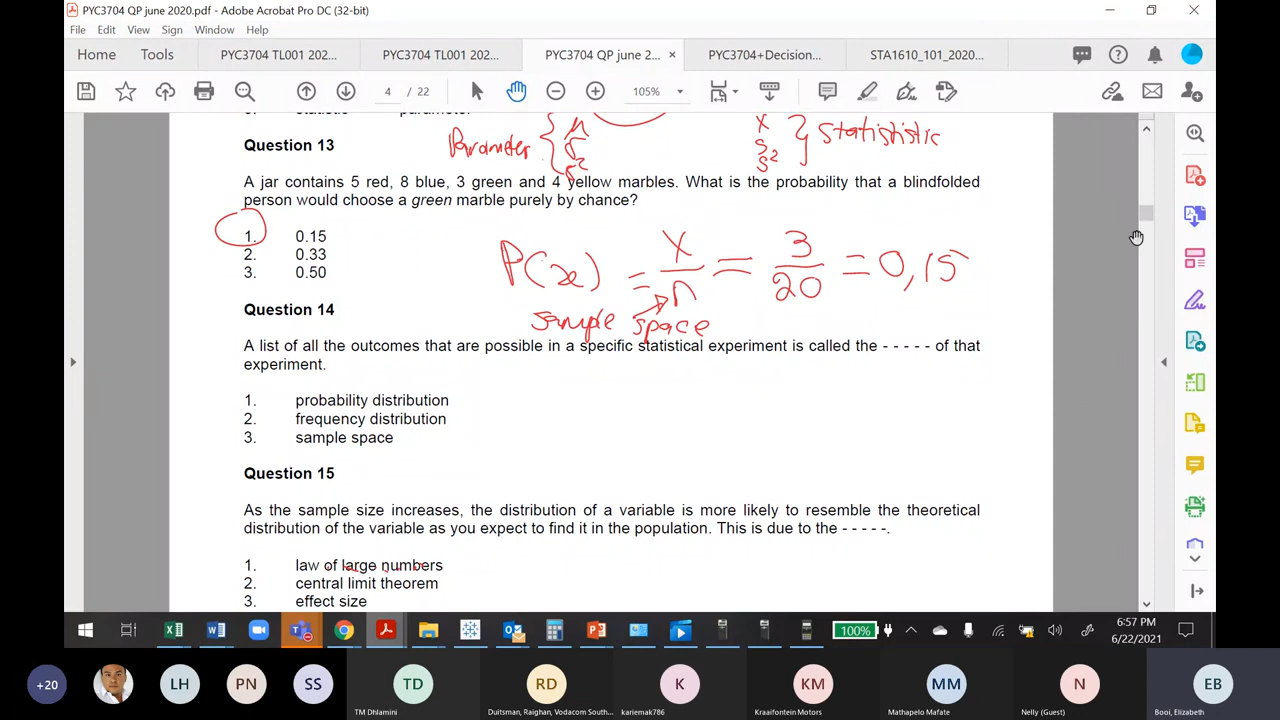 PYC3704 QP june 2020.pdf - Adobe Acrobat Pro DC (32-bit)
File Edit View Sign Window Help
Home Tools PYC3704 TL001 202... PYC3704 TL001 202... PYC3704 QP june 2... × PYC3704+Decision... STA1610_101_2020...
4 / 22 105%
Parameter { μ
σ
σ²
x
s
s² } statististic
Question 13
A jar contains 5 red, 8 blue, 3 green and 4 yellow marbles. What is the probability that a blindfolded
person would choose a green marble purely by chance?
1. 0.15
2. 0.33
3. 0.50
P(x) = x/n = 3/20 = 0,15
sample space
Question 14
A list of all the outcomes that are possible in a specific statistical experiment is called the - - - - - of that
experiment.
1. probability distribution
2. frequency distribution
3. sample space
Question 15
As the sample size increases, the distribution of a variable is more likely to resemble the theoretical
distribution of the variable as you expect to find it in the population. This is due to the - - - - -.
1. law of large numbers
2. central limit theorem
3. effect size
100%
6:57 PM
6/22/2021
+20 LH PN SS TD RD K KM MM N EB
TM Dhlamini Duitsman, Raighan, Vodacom South... kariemak786 Kraaifontein Motors Mathapelo Mafate Nelly (Guest) Booi, Elizabeth